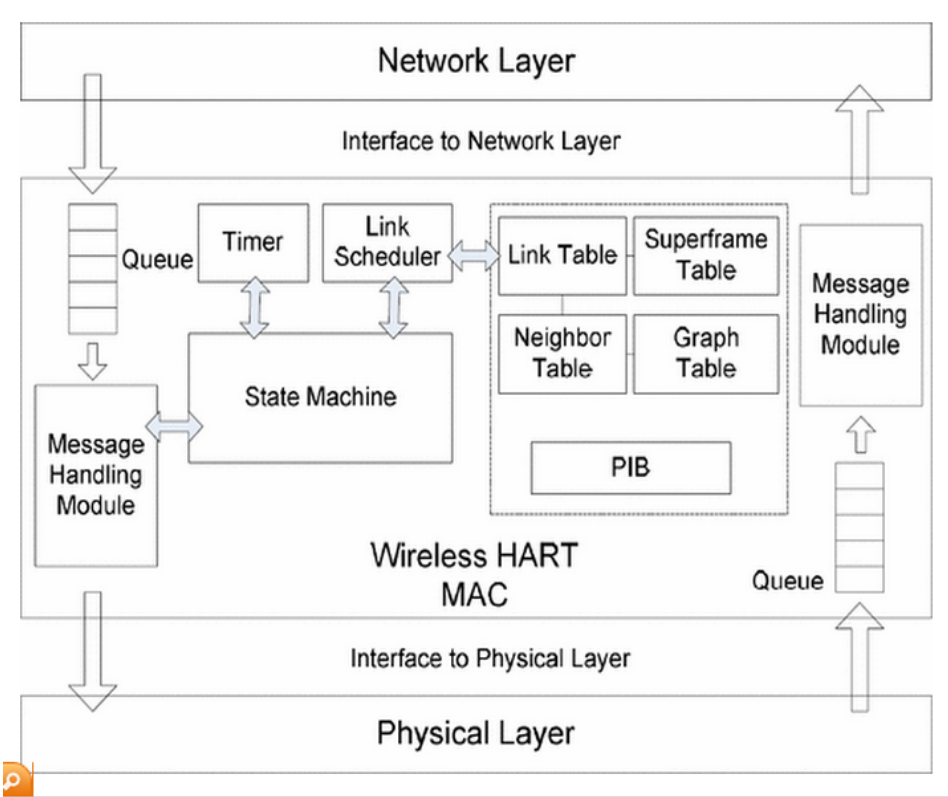 Network Layer
Interface to Network Layer
Queue
Timer
Link
Scheduler
Link Table
Superframe
Table
Neighbor
Table
Graph
Table
PIB
State Machine
Message
Handling
Module
Message
Handling
Module
Queue
Wireless HART
MAC
Interface to Physical Layer
Physical Layer